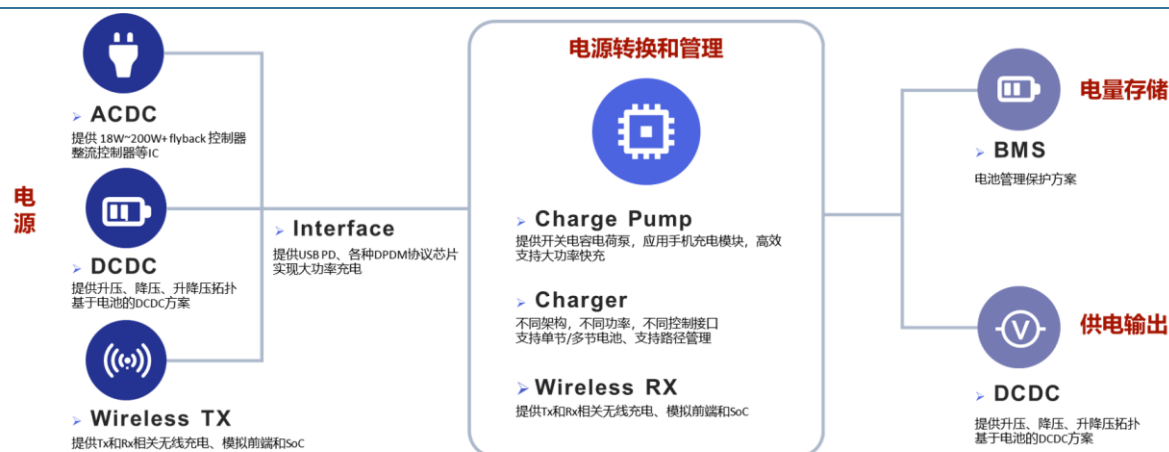 电
源
ACDC
提供 18W~200W+ flyback 控制器
整流控制器等IC
DCDC
提供升压、降压、升降压拓扑
基于电池的DCDC方案
Wireless TX
提供Tx和Rx相关无线充电、模拟前端和SoC
Interface
提供USB PD、各种DPDM协议芯片
实现大功率充电
电源转换和管理
Charge Pump
提供开关电容电荷泵，应用手机充电模块，高效
支持大功率快充
Charger
不同架构，不同功率，不同控制接口
支持单节/多节电池、支持路径管理
Wireless RX
提供Tx和Rx相关无线充电、模拟前端和SoC
电量存储
BMS
电池管理保护方案
供电输出
V
DCDC
提供升压、降压、升降压拓扑
基于电池的DCDC方案